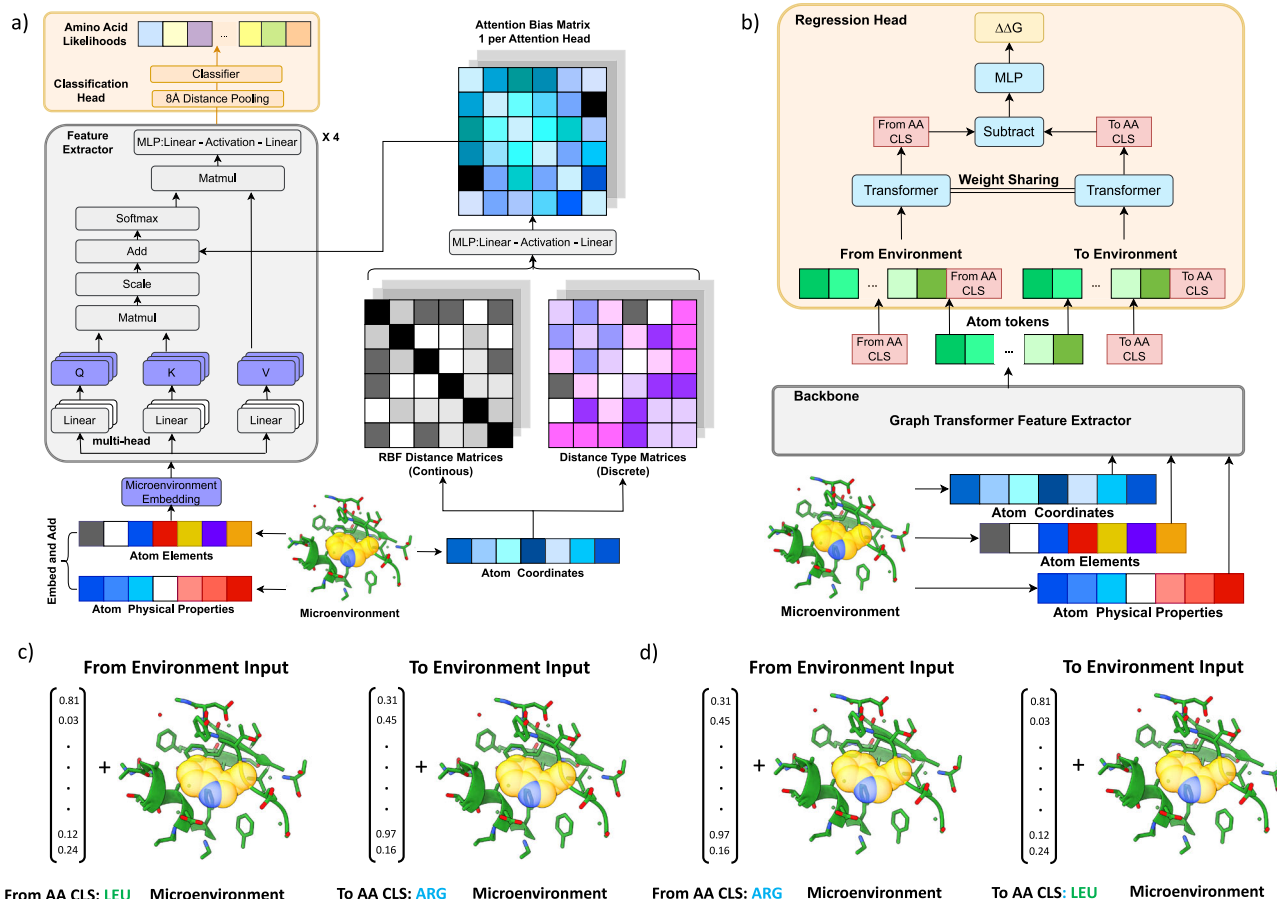 a)
Amino Acid
Likelihoods
...
Classifier
Classification
Head
8Å Distance Pooling
Feature
Extractor
X 4
MLP:Linear - Activation - Linear
Matmul
Softmax
Add
Scale
Matmul
Q
K
V
Linear
Linear
Linear
multi-head
Microenvironment
Embedding
Embed and Add
Atom Elements
Atom Physical Properties
Microenvironment
Attention Bias Matrix
1 per Attention Head
MLP:Linear - Activation - Linear
RBF Distance Matrices
(Continous)
Distance Type Matrices
(Discrete)
Atom Coordinates
b)
Regression Head
ΔΔG
MLP
From AA
CLS
Subtract
To AA
CLS
Transformer
Weight Sharing
Transformer
From Environment
To Environment
...
From AA
CLS
...
To AA
CLS
Atom tokens
From AA
CLS
...
To AA
CLS
Backbone
Graph Transformer Feature Extractor
Atom Coordinates
Atom Elements
Microenvironment
Atom Physical Properties
c)
From Environment Input
To Environment Input
0.81
0.03
.
.
.
.
0.12
0.24
+
0.31
0.45
.
.
.
.
0.97
0.16
+
From AA CLS: LEU
Microenvironment
To AA CLS: ARG
Microenvironment
d)
From Environment Input
To Environment Input
0.31
0.45
.
.
.
.
0.97
0.16
+
0.81
0.03
.
.
.
.
0.12
0.24
+
From AA CLS: ARG
Microenvironment
To AA CLS: LEU
Microenvironment